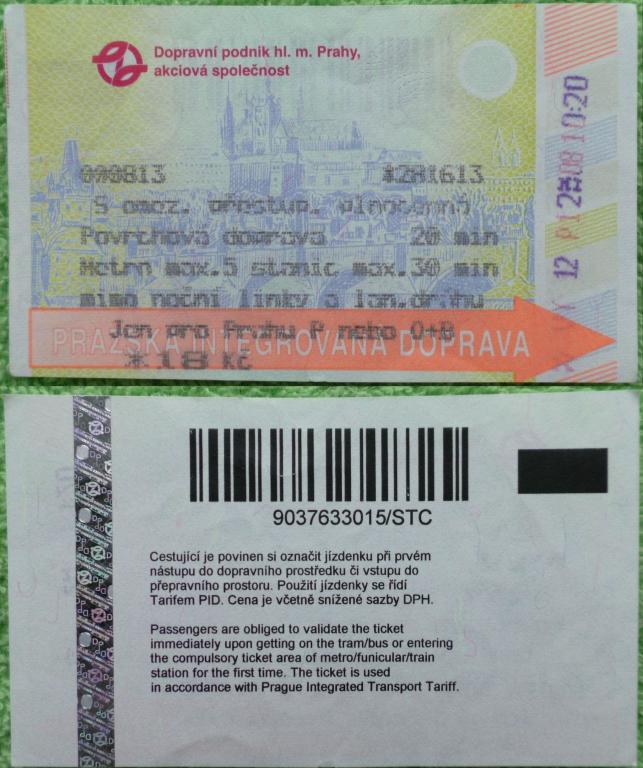 Dopravní podnik hl. m. Prahy,
akciová společnost
000813 *281613
S omez. přestup. plnocenná
Povrchová doprava 20 min
Metro max.5 stanic max.30 min
mimo noční linky a lan.dráhu
Jen pro Prahu P nebo 0+B
PRAŽSKÁ INTEGROVANÁ DOPRAVA
*18 Kč
9037633015/STC
Cestující je povinen si označit jízdenku při prvém
nástupu do dopravního prostředku či vstupu do
přepravního prostoru. Použití jízdenky se řídí
Tarifem PID. Cena je včetně snížené sazby DPH.
Passengers are obliged to validate the ticket
immediately upon getting on the tram/bus or entering
the compulsory ticket area of metro/funicular/train
station for the first time. The ticket is used
in accordance with Prague Integrated Transport Tariff.